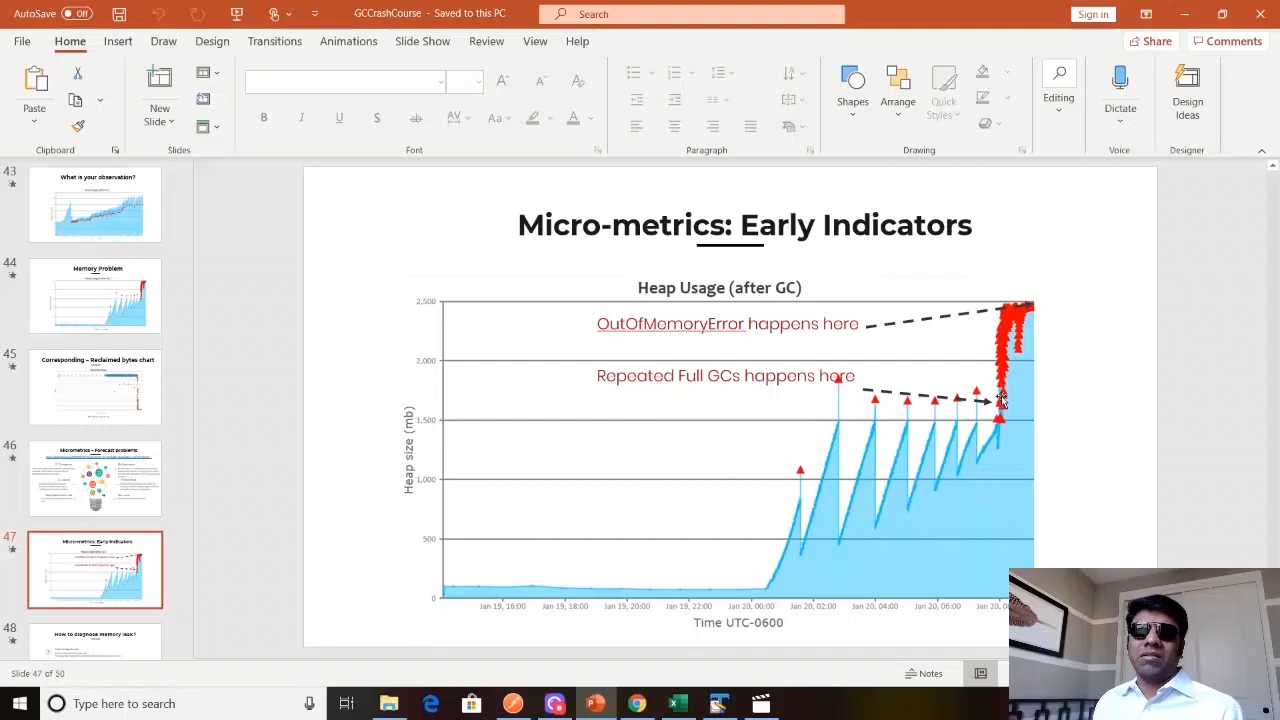 AutoSave Off GCCrashCourse - Saved to this PC Search Sign in
File Home Insert Draw Design Transitions Animations Slide Show Review View Help Share Comments
Paste New Slide Shapes Arrange Quick Styles Editing Dictate Design Ideas
Clipboard Slides Font Paragraph Drawing Voice Designer
43
What is your observation?
44
Memory Problem
45
Corresponding – Reclaimed bytes chart
46
Micrometrics – Forecast problems
47
Micro-metrics: Early Indicators
48
How to diagnose memory leak?
Micro-metrics: Early Indicators
Heap Usage (after GC)
2,500
OutOfMemoryError happens here
2,000
Repeated Full GCs happens here
1,500
1,000
500
0
Heap size (mb)
Jan 19, 16:00 Jan 19, 18:00 Jan 19, 20:00 Jan 19, 22:00 Jan 20, 00:00 Jan 20, 02:00 Jan 20, 04:00 Jan 20, 06:00 Jan 20,
Time UTC-0600
Slide 47 of 50 Notes
Type here to search